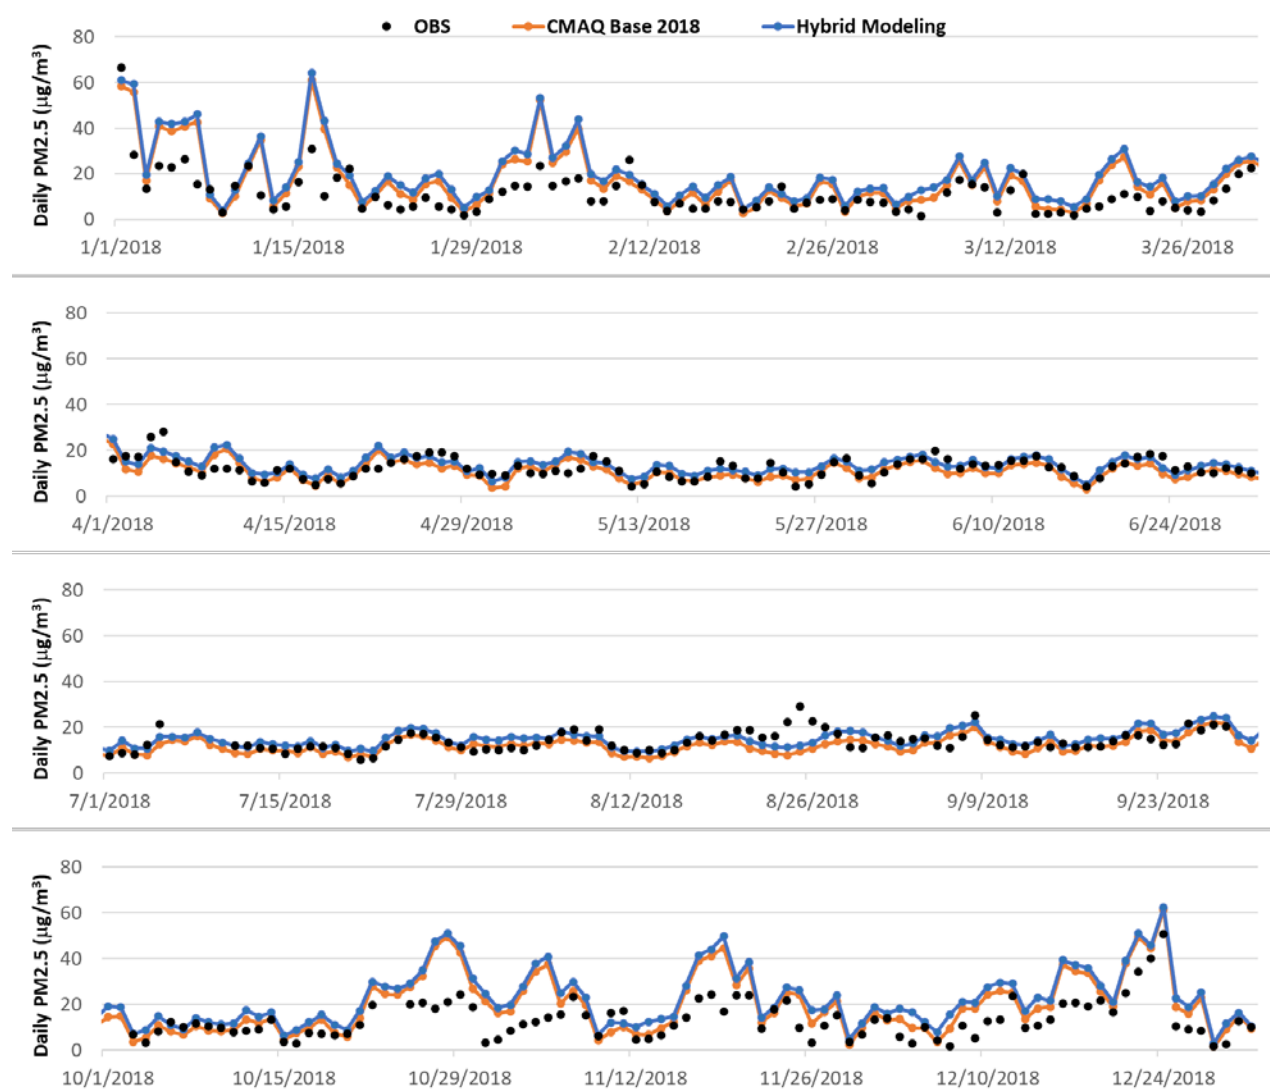 OBS CMAQ Base 2018 Hybrid Modeling
Daily PM2.5 (µg/m³)
80
60
40
20
0
1/1/2018 1/15/2018 1/29/2018 2/12/2018 2/26/2018 3/12/2018 3/26/2018
Daily PM2.5 (µg/m³)
80
60
40
20
0
4/1/2018 4/15/2018 4/29/2018 5/13/2018 5/27/2018 6/10/2018 6/24/2018
Daily PM2.5 (µg/m³)
80
60
40
20
0
7/1/2018 7/15/2018 7/29/2018 8/12/2018 8/26/2018 9/9/2018 9/23/2018
Daily PM2.5 (µg/m³)
80
60
40
20
0
10/1/2018 10/15/2018 10/29/2018 11/12/2018 11/26/2018 12/10/2018 12/24/2018